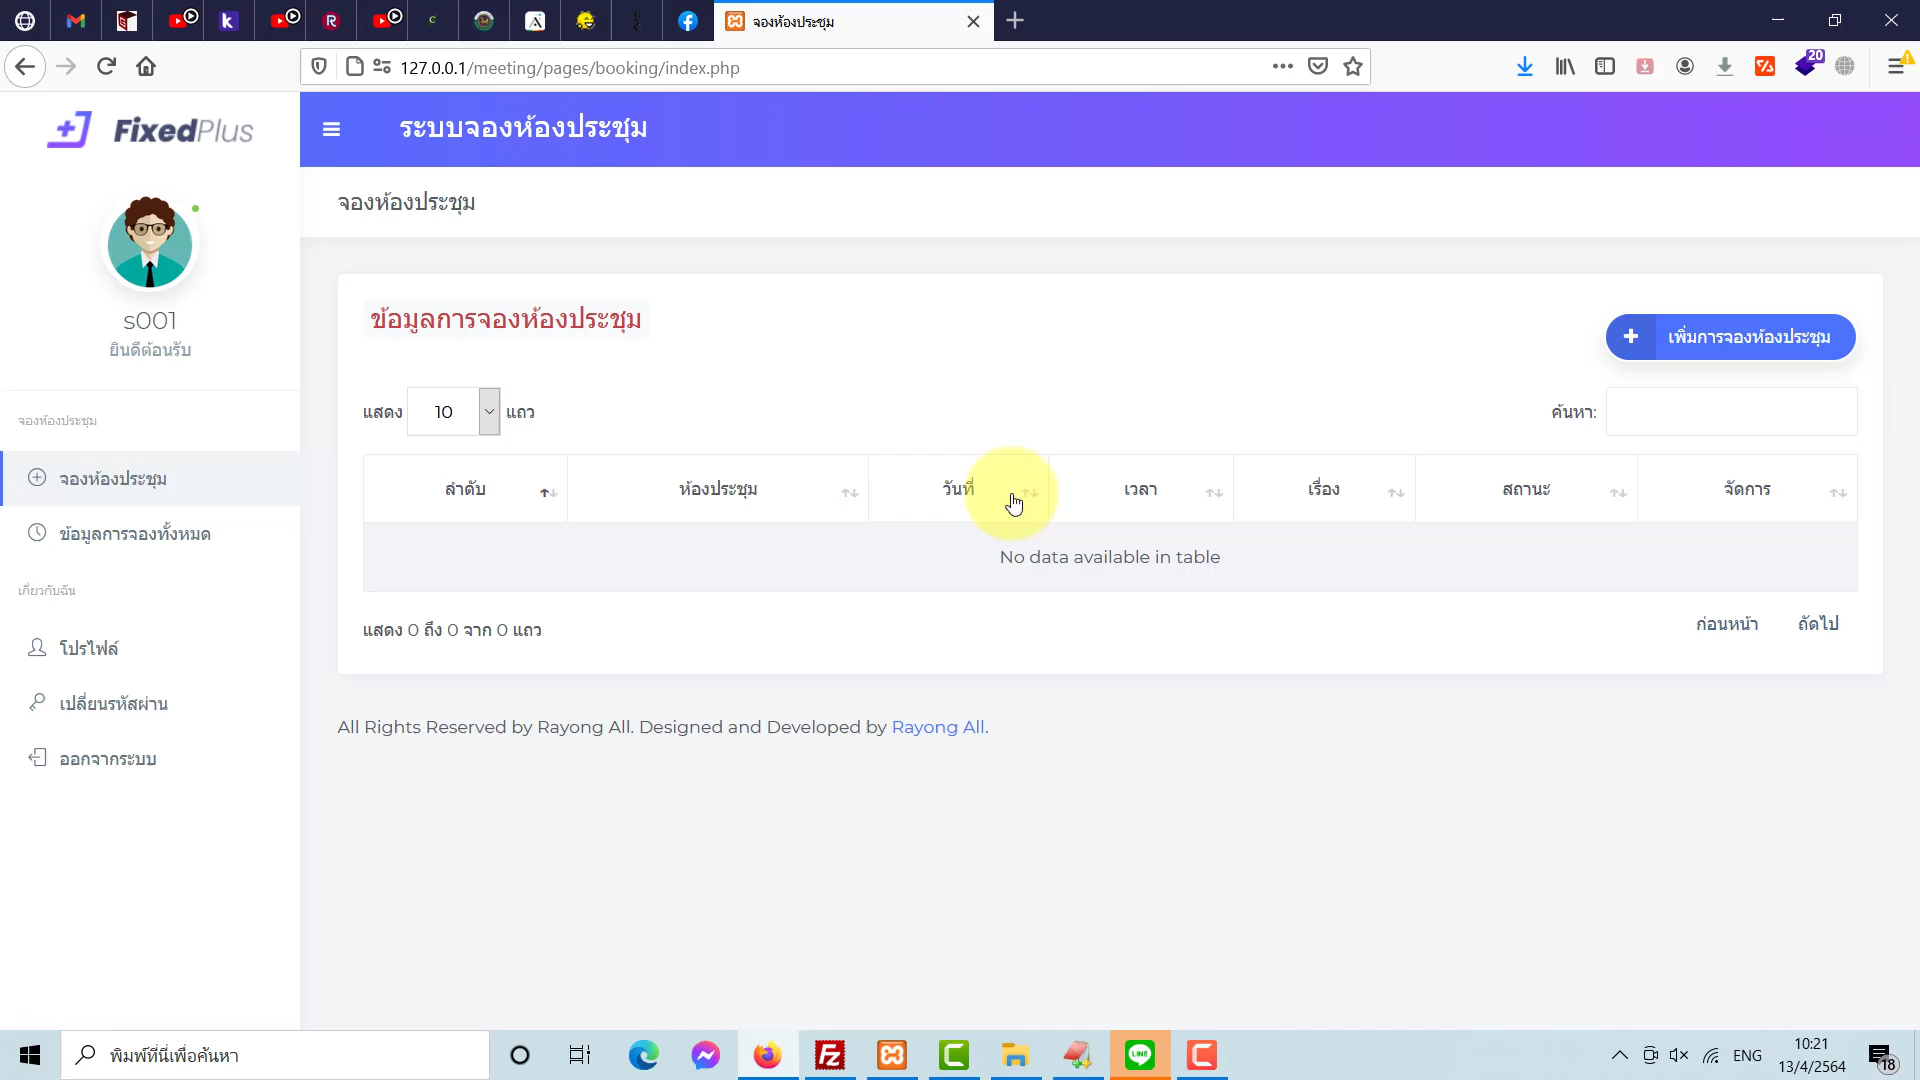 จองห้องประชุม
127.0.0.1/meeting/pages/booking/index.php
20
FixedPlus
ระบบจองห้องประชุม
จองห้องประชุม
s001
ยินดีต้อนรับ
ข้อมูลการจองห้องประชุม
เพิ่มการจองห้องประชุม
แสดง 10 แถว
ค้นหา:
จองห้องประชุม
จองห้องประชุม
ข้อมูลการจองทั้งหมด
เกี่ยวกับฉัน
โปรไฟล์
เปลี่ยนรหัสผ่าน
ออกจากระบบ
ลำดับ ห้องประชุม วันที่ เวลา เรื่อง สถานะ จัดการ
No data available in table
แสดง 0 ถึง 0 จาก 0 แถว
ก่อนหน้า ถัดไป
All Rights Reserved by Rayong All. Designed and Developed by Rayong All.
พิมพ์ที่นี่เพื่อค้นหา
LINE
ENG
10:21
13/4/2564
18